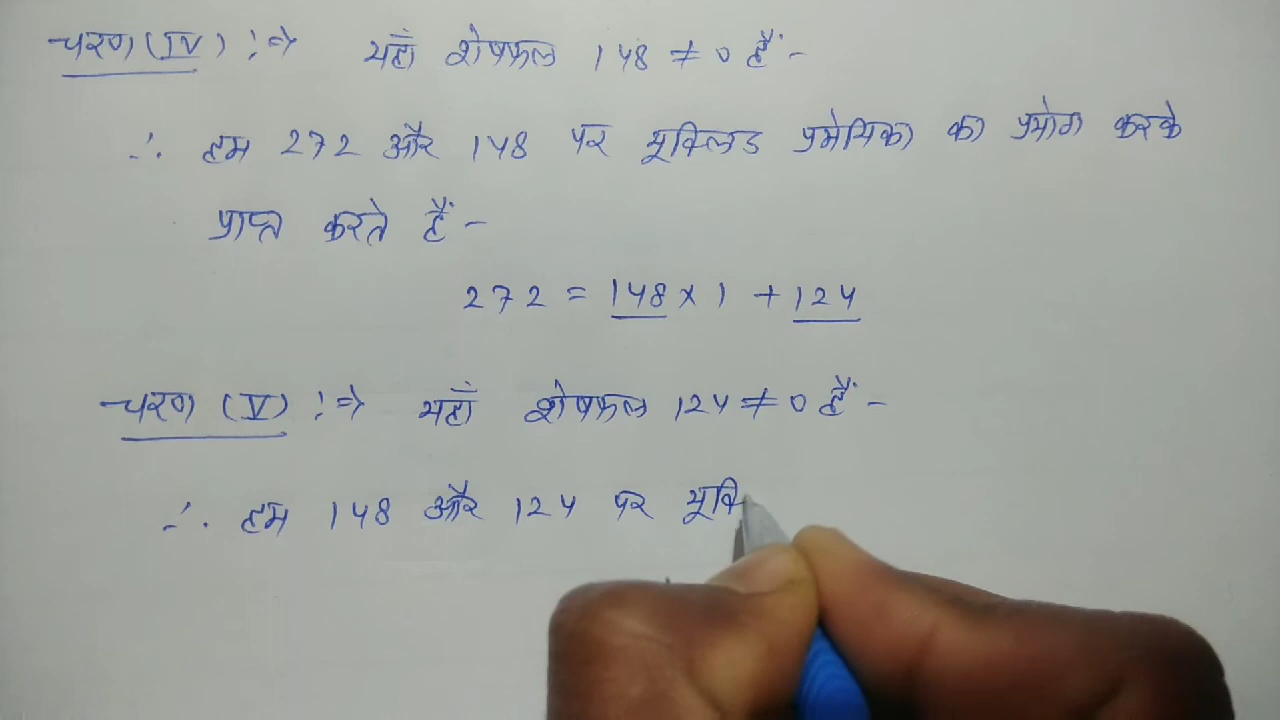 चरण (IV) :⇒ यहाँ शेषफल 148 ≠ 0 हैं -
∴ हम 272 और 148 पर यूक्लिड प्रमेयिका का प्रयोग करके
प्राप्त करते हैं -
272 = 148 × 1 + 124
चरण (V) :⇒ यहाँ शेषफल 124 ≠ 0 हैं -
∴ हम 148 और 124 पर यूक्लि